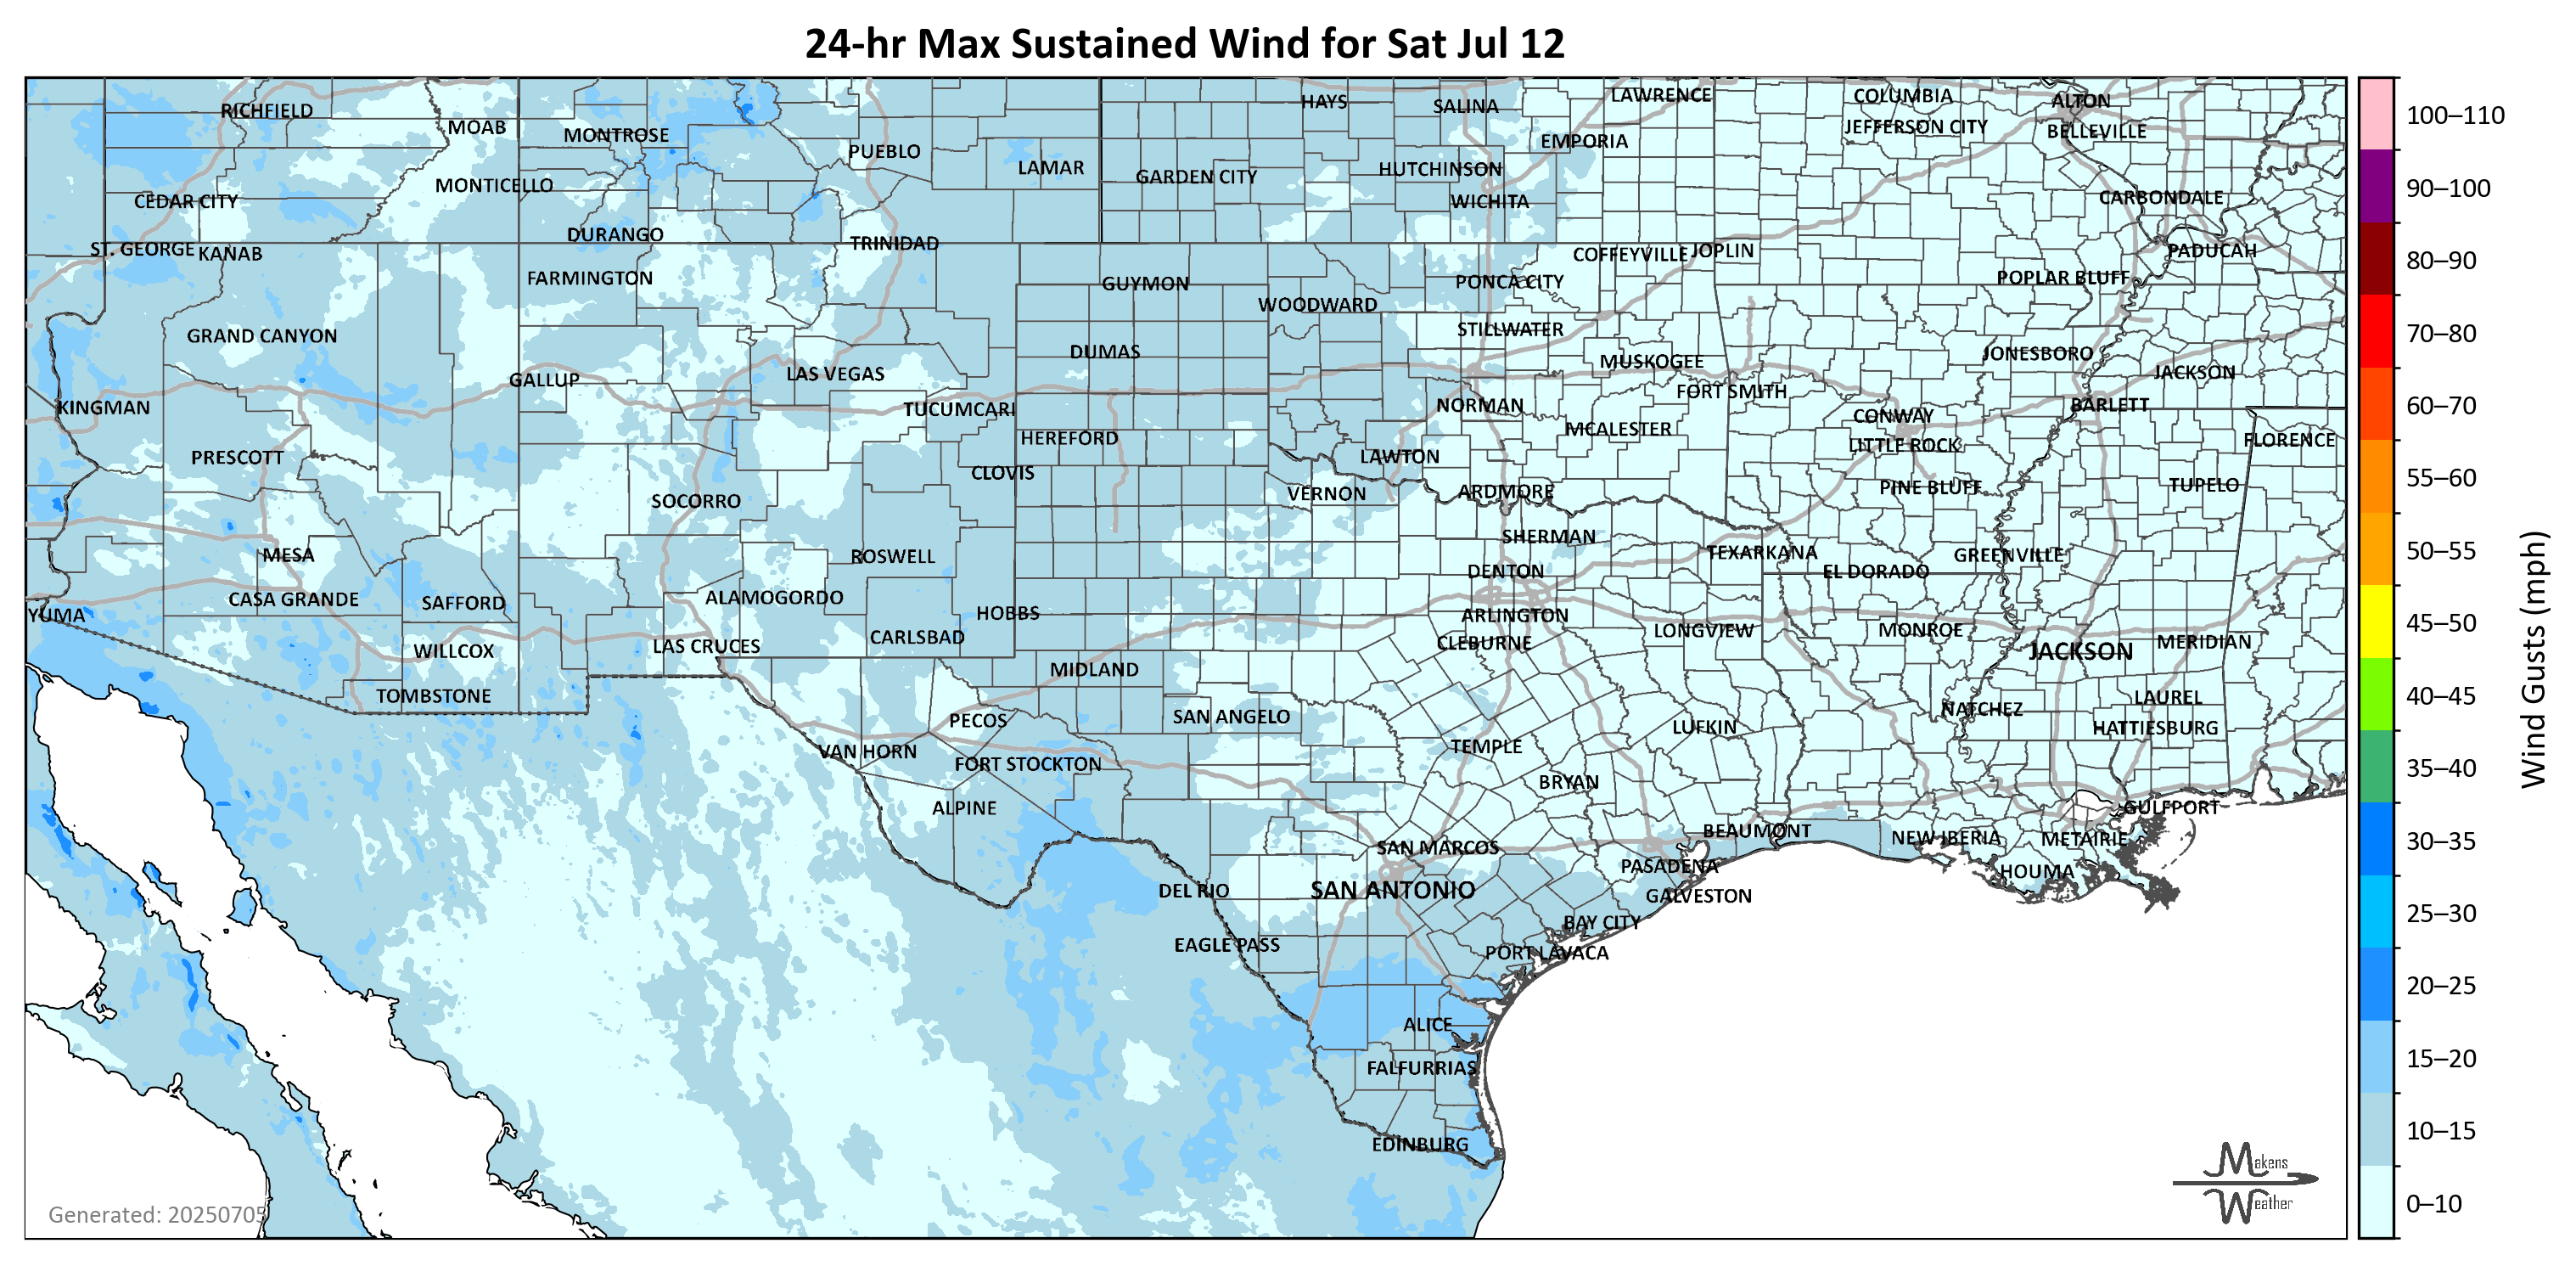 24-hr Max Sustained Wind for Sat Jul 12
RICHFIELD
MOAB
MONTROSE
PUEBLO
LAMAR
HAYS
SALINA
LAWRENCE
EMPORIA
COLUMBIA
JEFFERSON CITY
ALTON
BELLEVILLE
GARDEN CITY
HUTCHINSON
WICHITA
MONTICELLO
CEDAR CITY
CARBONDALE
DURANGO
TRINIDAD
ST. GEORGE
KANAB
COFFEYVILLE
JOPLIN
PADUCAH
FARMINGTON
GUYMON
WOODWARD
PONCA CITY
POPLAR BLUFF
GRAND CANYON
DUMAS
STILLWATER
MUSKOGEE
JONESBORO
JACKSON
GALLUP
LAS VEGAS
FORT SMITH
KINGMAN
TUCUMCARI
NORMAN
CONWAY
BARLETT
HEREFORD
MCALESTER
LITTLE ROCK
FLORENCE
PRESCOTT
CLOVIS
LAWTON
SOCORRO
VERNON
ARDMORE
PINE BLUFF
TUPELO
MESA
ROSWELL
SHERMAN
TEXARKANA
GREENVILLE
DENTON
EL DORADO
CASA GRANDE
SAFFORD
ALAMOGORDO
HOBBS
ARLINGTON
YUMA
WILLCOX
LAS CRUCES
CARLSBAD
CLEBURNE
LONGVIEW
MONROE
JACKSON
MERIDIAN
MIDLAND
TOMBSTONE
PECOS
SAN ANGELO
LUFKIN
NATCHEZ
LAUREL
HATTIESBURG
VAN HORN
FORT STOCKTON
TEMPLE
BRYAN
ALPINE
GULFPORT
SAN MARCOS
BEAUMONT
NEW IBERIA
METAIRIE
DEL RIO
SAN ANTONIO
PASADENA
GALVESTON
HOUMA
BAY CITY
EAGLE PASS
PORT LAVACA
ALICE
FALFURRIAS
EDINBURG
Generated: 20250705
Makens
Weather
100–110
90–100
80–90
70–80
60–70
55–60
50–55
45–50
40–45
35–40
30–35
25–30
20–25
15–20
10–15
0–10
Wind Gusts (mph)